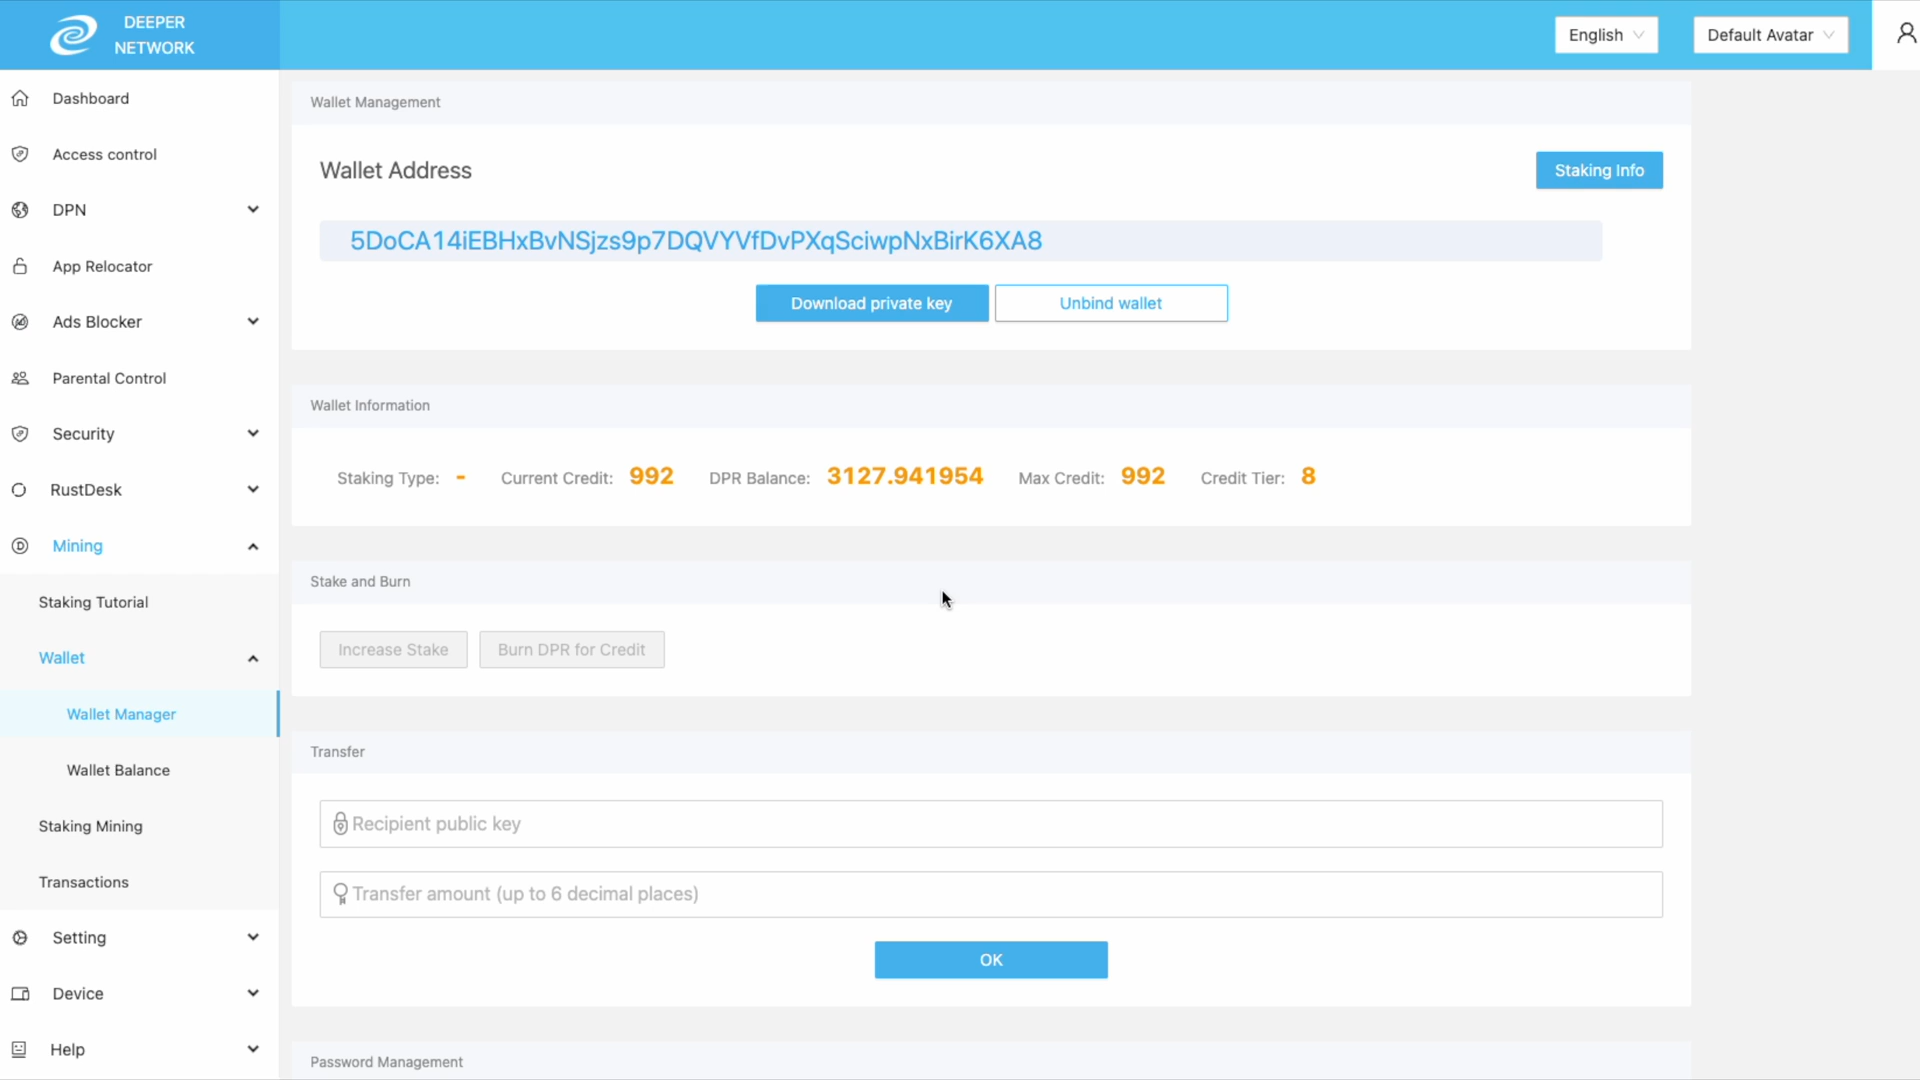 DEEPER
NETWORK
English
Default Avatar
Dashboard
Access control
DPN
App Relocator
Ads Blocker
Parental Control
Security
RustDesk
Mining
Staking Tutorial
Wallet
Wallet Manager
Wallet Balance
Staking Mining
Transactions
Setting
Device
Help
Wallet Management
Wallet Address
Staking Info
5DoCA14iEBHxBvNSjzs9p7DQVYVfDvPXqSciwpNxBirK6XA8
Download private key
Unbind wallet
Wallet Information
Staking Type: - Current Credit: 992 DPR Balance: 3127.941954 Max Credit: 992 Credit Tier: 8
Stake and Burn
Increase Stake
Burn DPR for Credit
Transfer
Recipient public key
Transfer amount (up to 6 decimal places)
OK
Password Management